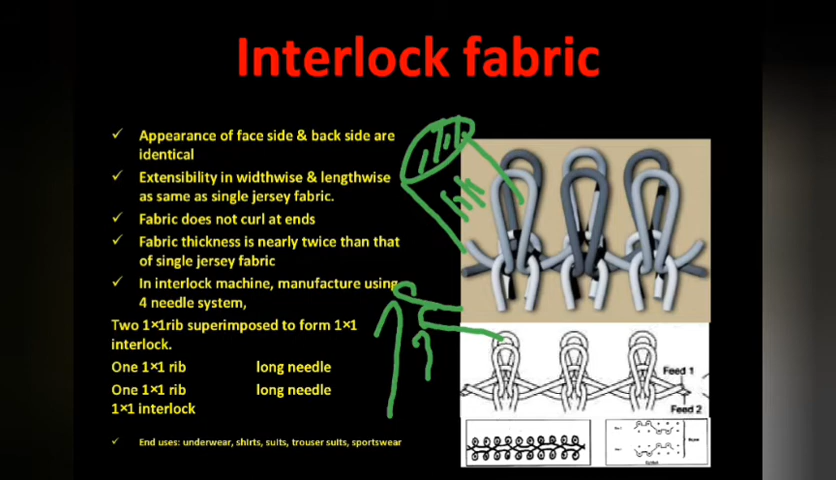 Interlock fabric
✓ Appearance of face side & back side are
identical
✓ Extensibility in widthwise & lengthwise
as same as single jersey fabric.
✓ Fabric does not curl at ends
✓ Fabric thickness is nearly twice than that
of single jersey fabric
✓ In interlock machine, manufacture using
4 needle system,
Two 1×1rib superimposed to form 1×1
interlock.
One 1×1 rib long needle
One 1×1 rib long needle
1×1 interlock
✓ End uses: underwear, shirts, suits, trouser suits, sportswear
Feed 1
Feed 2